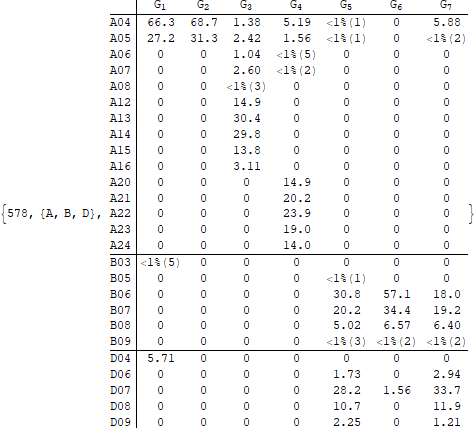 G1 G2 G3 G4 G5 G6 G7
A04 66.3 68.7 1.38 5.19 <1%(1) 0 5.88
A05 27.2 31.3 2.42 1.56 <1%(1) 0 <1%(2)
A06 0 0 1.04 <1%(5) 0 0 0
A07 0 0 2.60 <1%(2) 0 0 0
A08 0 0 <1%(3) 0 0 0 0
A12 0 0 14.9 0 0 0 0
A13 0 0 30.4 0 0 0 0
A14 0 0 29.8 0 0 0 0
A15 0 0 13.8 0 0 0 0
A16 0 0 3.11 0 0 0 0
A20 0 0 0 14.9 0 0 0
A21 0 0 0 20.2 0 0 0
{578, {A, B, D}, A22 0 0 0 23.9 0 0 0 }
A23 0 0 0 19.0 0 0 0
A24 0 0 0 14.0 0 0 0
B03 <1%(5) 0 0 0 0 0 0
B05 0 0 0 0 <1%(1) 0 0
B06 0 0 0 0 30.8 57.1 18.0
B07 0 0 0 0 20.2 34.4 19.2
B08 0 0 0 0 5.02 6.57 6.40
B09 0 0 0 0 <1%(3) <1%(2) <1%(2)
D04 5.71 0 0 0 0 0 0
D06 0 0 0 0 1.73 0 2.94
D07 0 0 0 0 28.2 1.56 33.7
D08 0 0 0 0 10.7 0 11.9
D09 0 0 0 0 2.25 0 1.21